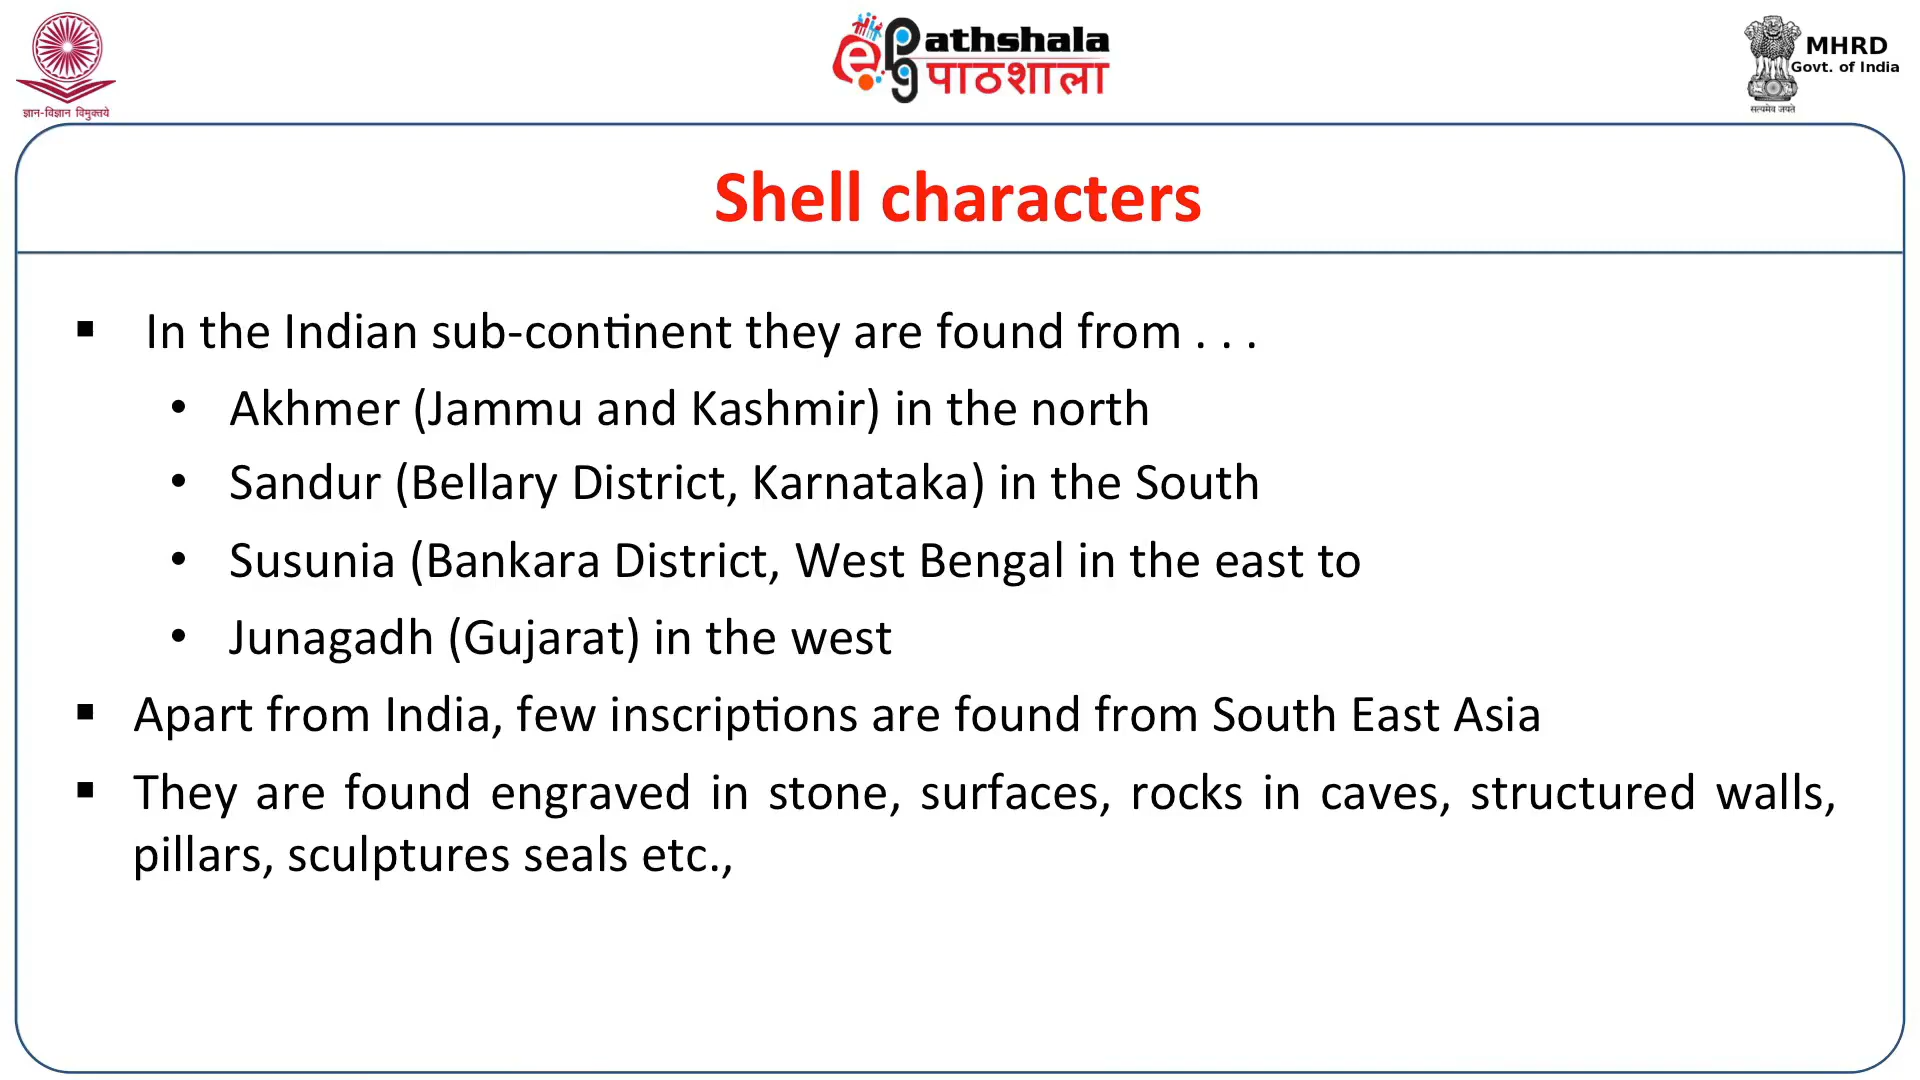 ज्ञान-विज्ञान विमुक्तये
ePG Pathshala
पाठशाला
MHRD
Govt. of India
सत्यमेव जयते
Shell characters
▪ In the Indian sub-continent they are found from . . .
• Akhmer (Jammu and Kashmir) in the north
• Sandur (Bellary District, Karnataka) in the South
• Susunia (Bankara District, West Bengal in the east to
• Junagadh (Gujarat) in the west
▪ Apart from India, few inscriptions are found from South East Asia
▪ They are found engraved in stone, surfaces, rocks in caves, structured walls,
pillars, sculptures seals etc.,